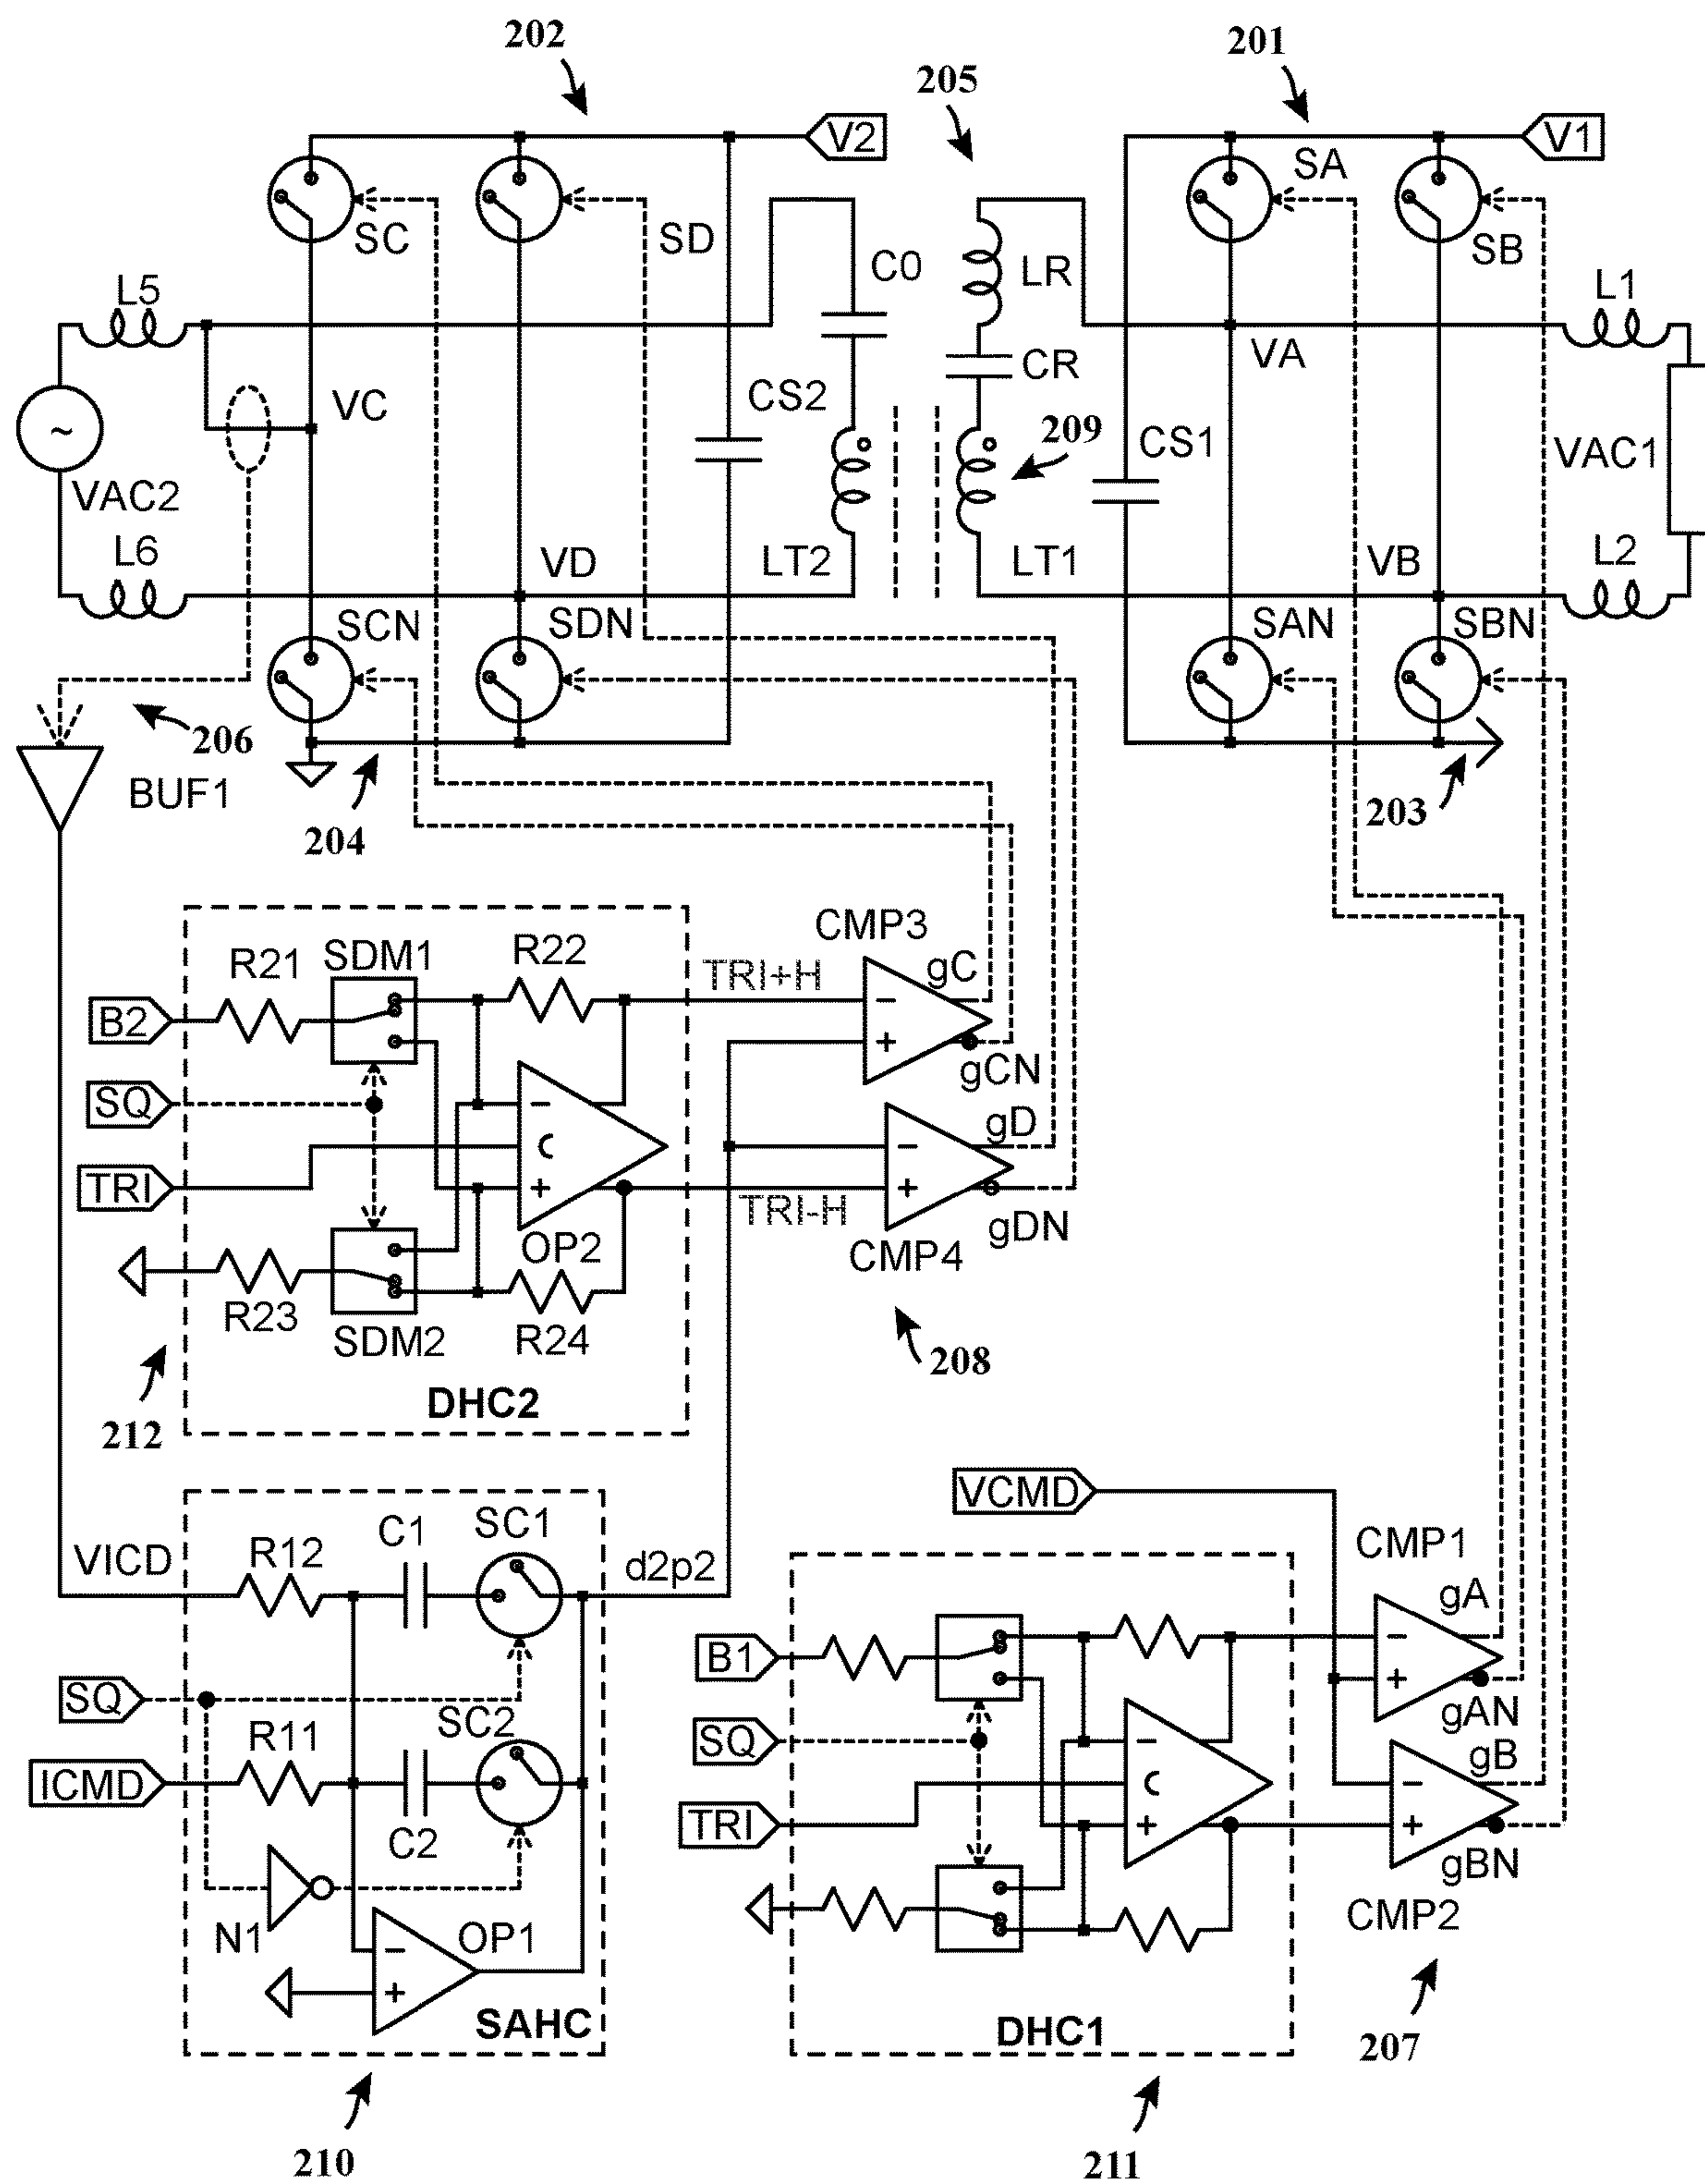 202
201
205
V2
V1
SA
SC
SD
SB
C0
LR
L5
L1
VA
CR
VC
CS2
209
CS1
VAC1
VAC2
L6
VD
LT2
LT1
VB
L2
SCN
SDN
SAN
SBN
206
BUF1
204
203
CMP3
SDM1
R22
R21
TRI+H
gC
B2
gCN
SQ
gD
TRI
TRI-H
gDN
OP2
CMP4
R23
R24
SDM2
208
DHC2
212
VCMD
SC1
C1
CMP1
R12
VICD
d2p2
gA
B1
SQ
SC2
gAN
R11
SQ
gB
ICMD
TRI
C2
gBN
N1
OP1
CMP2
SAHC
DHC1
207
210
211